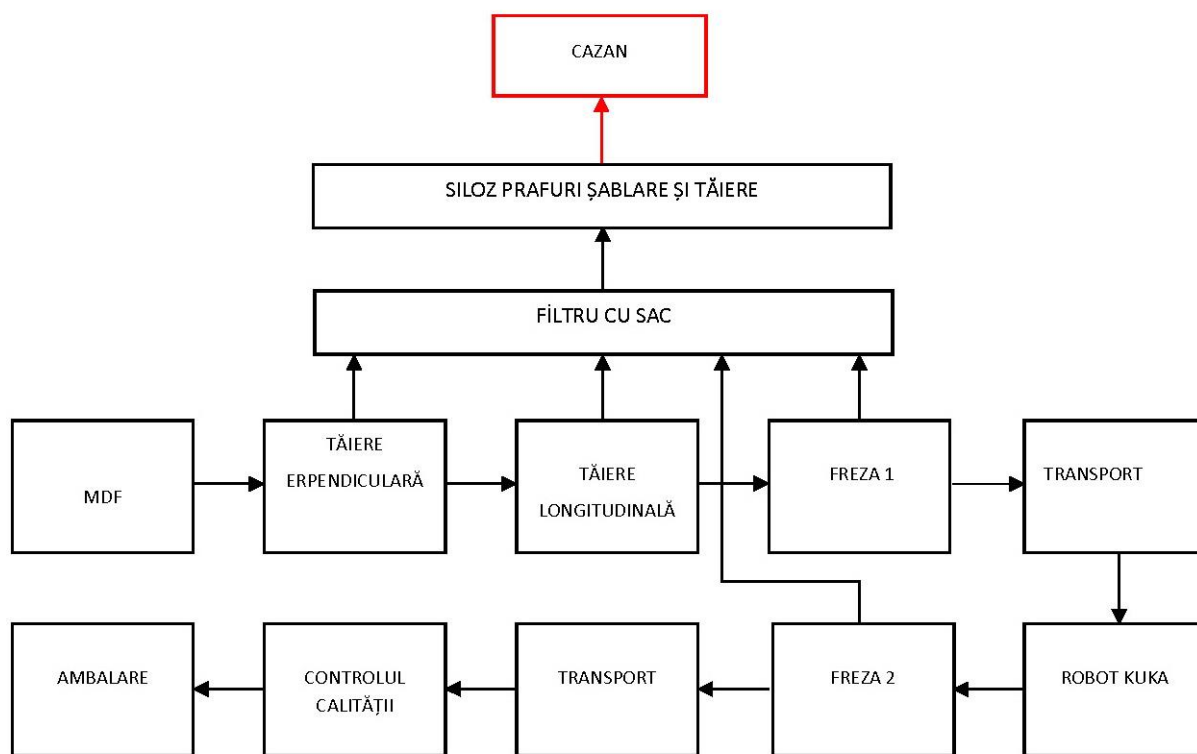 CAZAN
SILOZ PRAFURI ȘABLARE ȘI TĂIERE
FİLTRU CU SAC
MDF
TĂIERE
ERPENDICULARĂ
TĂIERE
LONGITUDINALĂ
FREZA 1
TRANSPORT
AMBALARE
CONTROLUL
CALITĂȚII
TRANSPORT
FREZA 2
ROBOT KUKA